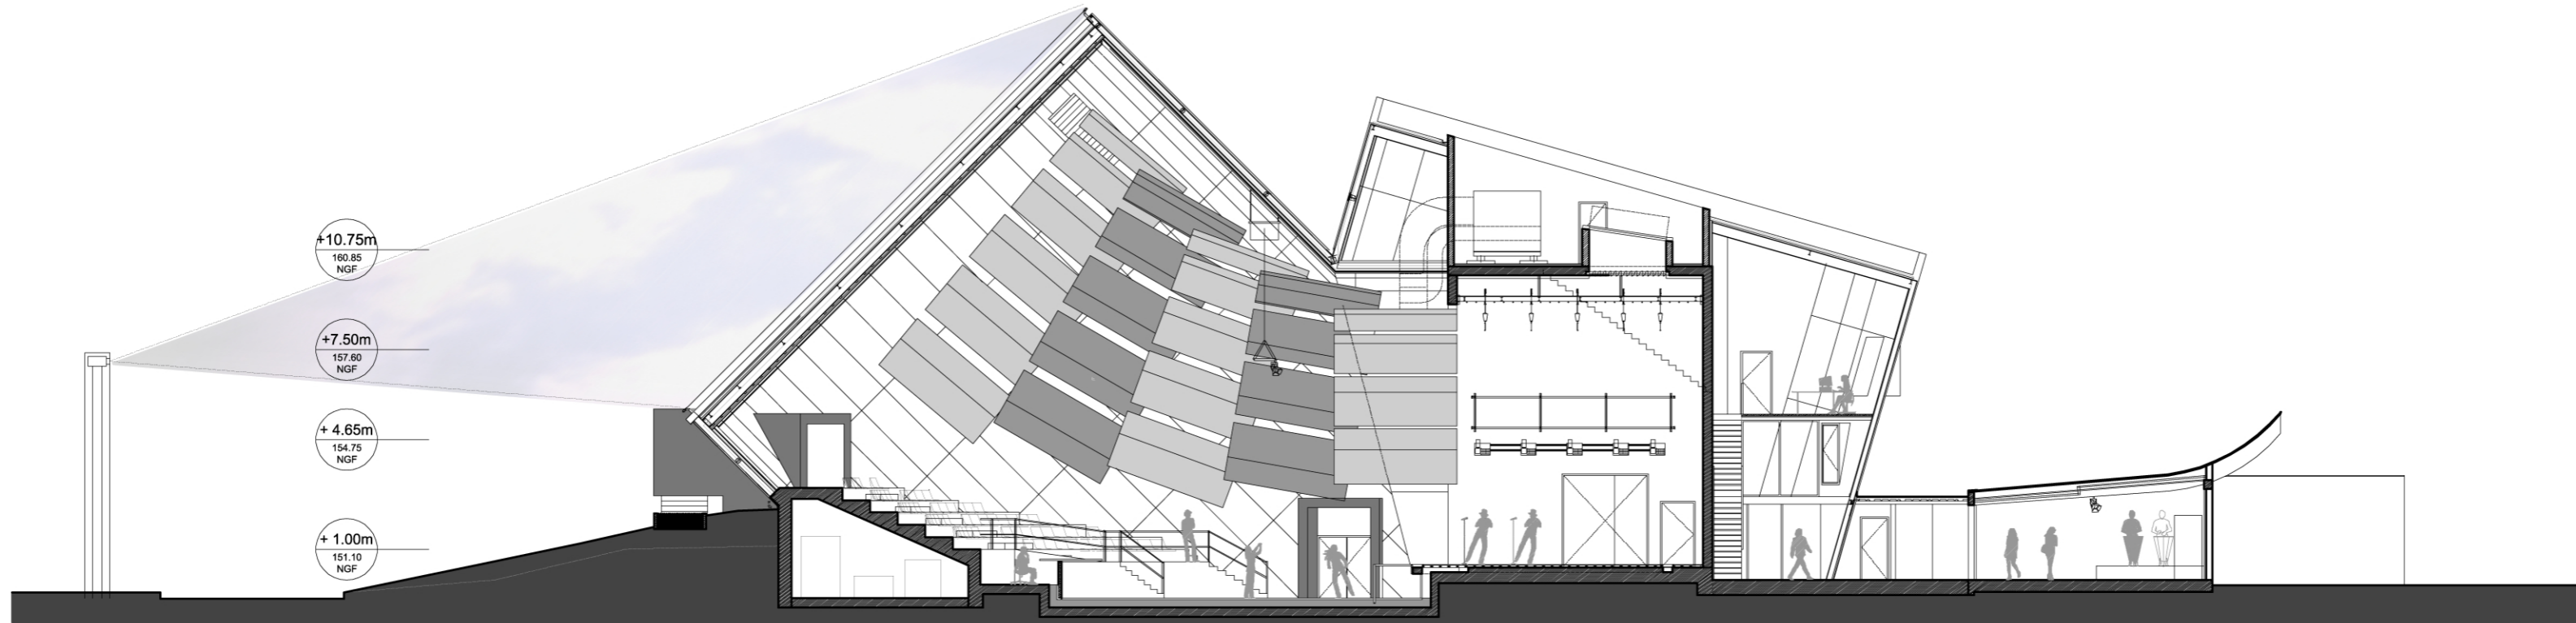 +10.75m
160.85
NGF
+7.50m
157.60
NGF
+ 4.65m
154.75
NGF
+ 1.00m
151.10
NGF